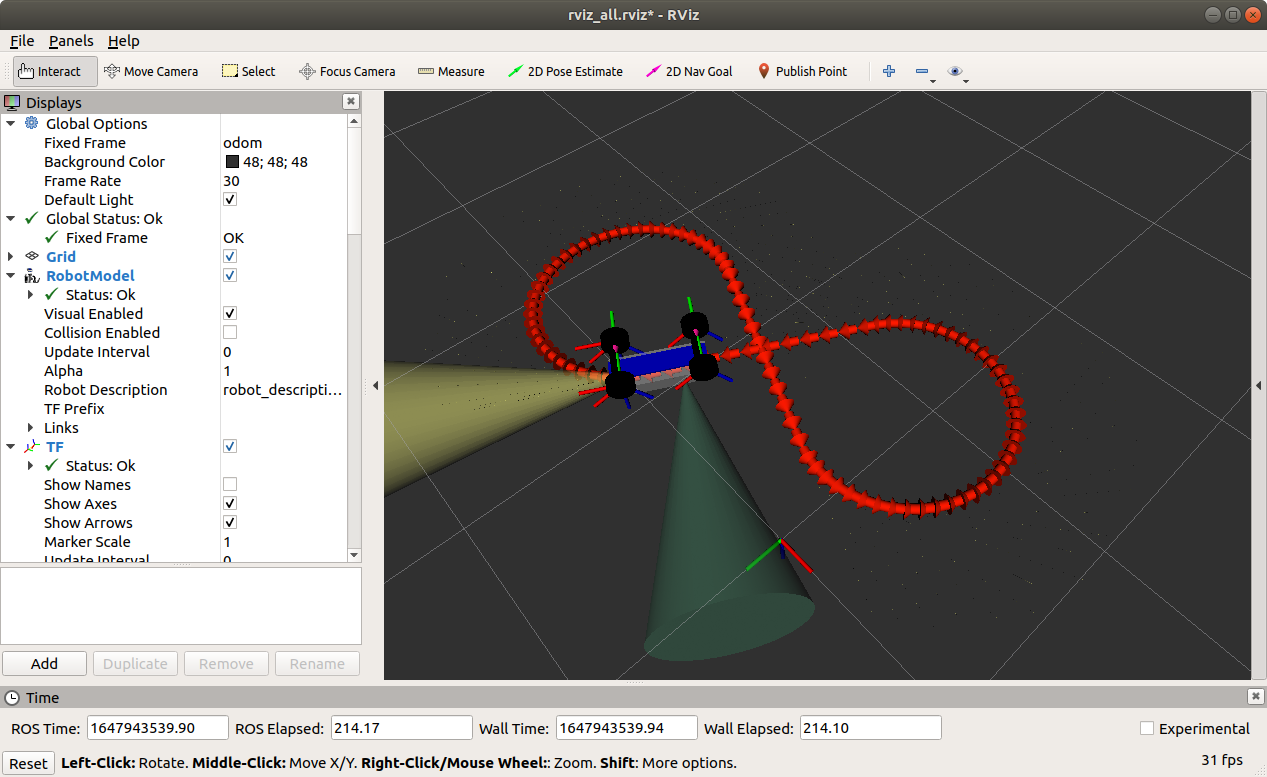 rviz_all.rviz* - RViz
File Panels Help
Interact Move Camera Select Focus Camera Measure 2D Pose Estimate 2D Nav Goal Publish Point
Displays
Global Options
Fixed Frame odom
Background Color 48; 48; 48
Frame Rate 30
Default Light
Global Status: Ok
Fixed Frame OK
Grid
RobotModel
Status: Ok
Visual Enabled
Collision Enabled
Update Interval 0
Alpha 1
Robot Description robot_descripti...
TF Prefix
Links
TF
Status: Ok
Show Names
Show Axes
Show Arrows
Marker Scale 1
Update Interval 0
Add Duplicate Remove Rename
Time
ROS Time: 1647943539.90 ROS Elapsed: 214.17 Wall Time: 1647943539.94 Wall Elapsed: 214.10 Experimental
Reset Left-Click: Rotate. Middle-Click: Move X/Y. Right-Click/Mouse Wheel:: Zoom. Shift: More options. 31 fps